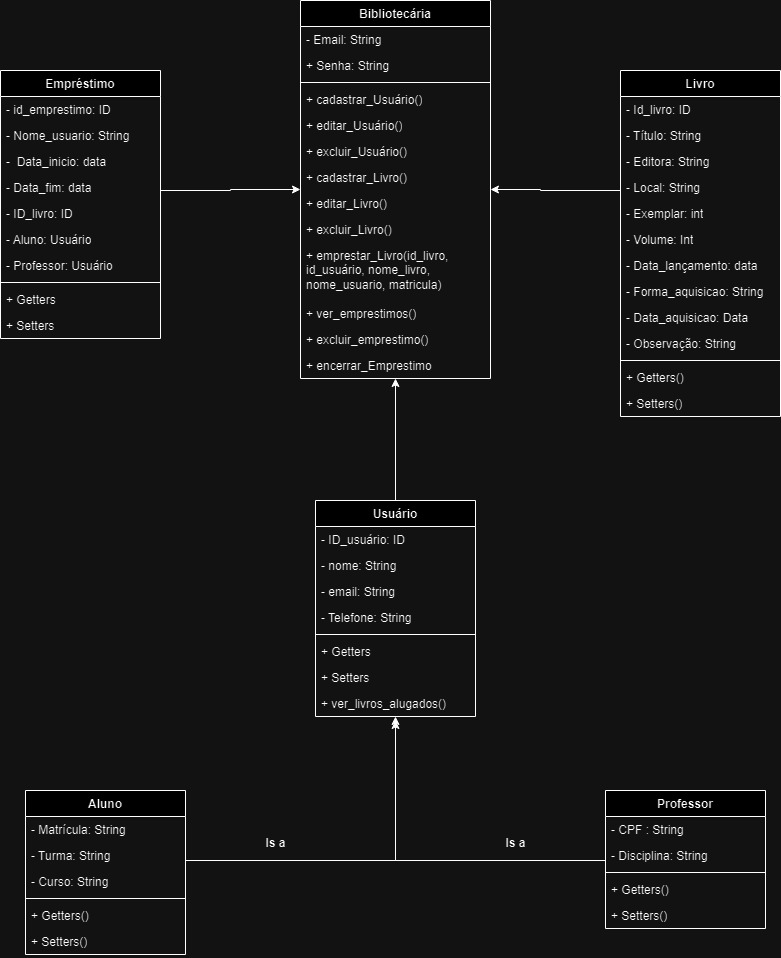 Bibliotecária
- Email: String
+ Senha: String
+ cadastrar_Usuário()
+ editar_Usuário()
+ excluir_Usuário()
+ cadastrar_Livro()
+ editar_Livro()
+ excluir_Livro()
+ emprestar_Livro(id_livro,
id_usuário, nome_livro,
nome_usuario, matricula)
+ ver_emprestimos()
+ excluir_emprestimo()
+ encerrar_Emprestimo
Empréstimo
- id_emprestimo: ID
- Nome_usuario: String
- Data_inicio: data
- Data_fim: data
- ID_livro: ID
- Aluno: Usuário
- Professor: Usuário
+ Getters
+ Setters
Livro
- Id_livro: ID
- Título: String
- Editora: String
- Local: String
- Exemplar: int
- Volume: Int
- Data_lançamento: data
- Forma_aquisicao: String
- Data_aquisicao: Data
- Observação: String
+ Getters()
+ Setters()
Usuário
- ID_usuário: ID
- nome: String
- email: String
- Telefone: String
+ Getters
+ Setters
+ ver_livros_alugados()
Aluno
- Matrícula: String
- Turma: String
- Curso: String
+ Getters()
+ Setters()
Is a
Is a
Professor
- CPF : String
- Disciplina: String
+ Getters()
+ Setters()